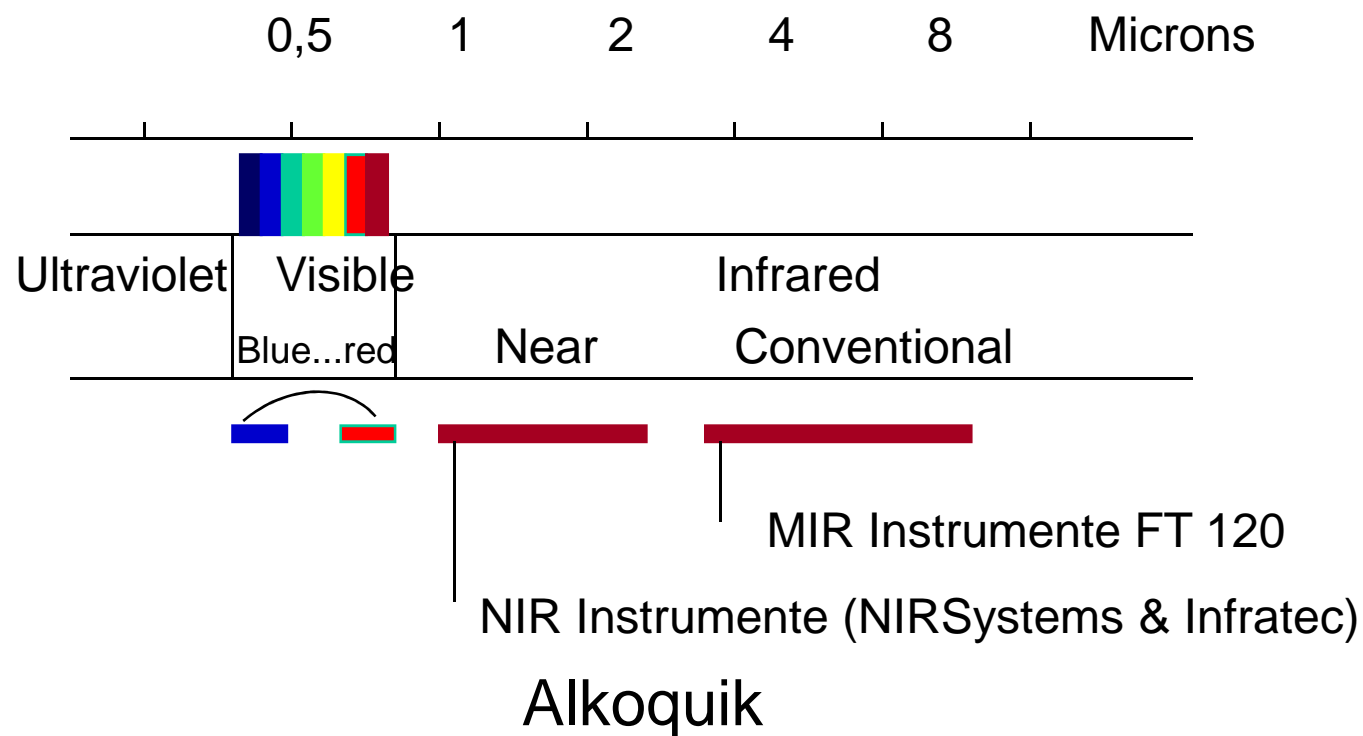 0,5 1 2 4 8 Microns
Ultraviolet Visible Infrared
Blue...red Near Conventional
MIR Instrumente FT 120
NIR Instrumente (NIRSystems & Infratec)
Alkoquik